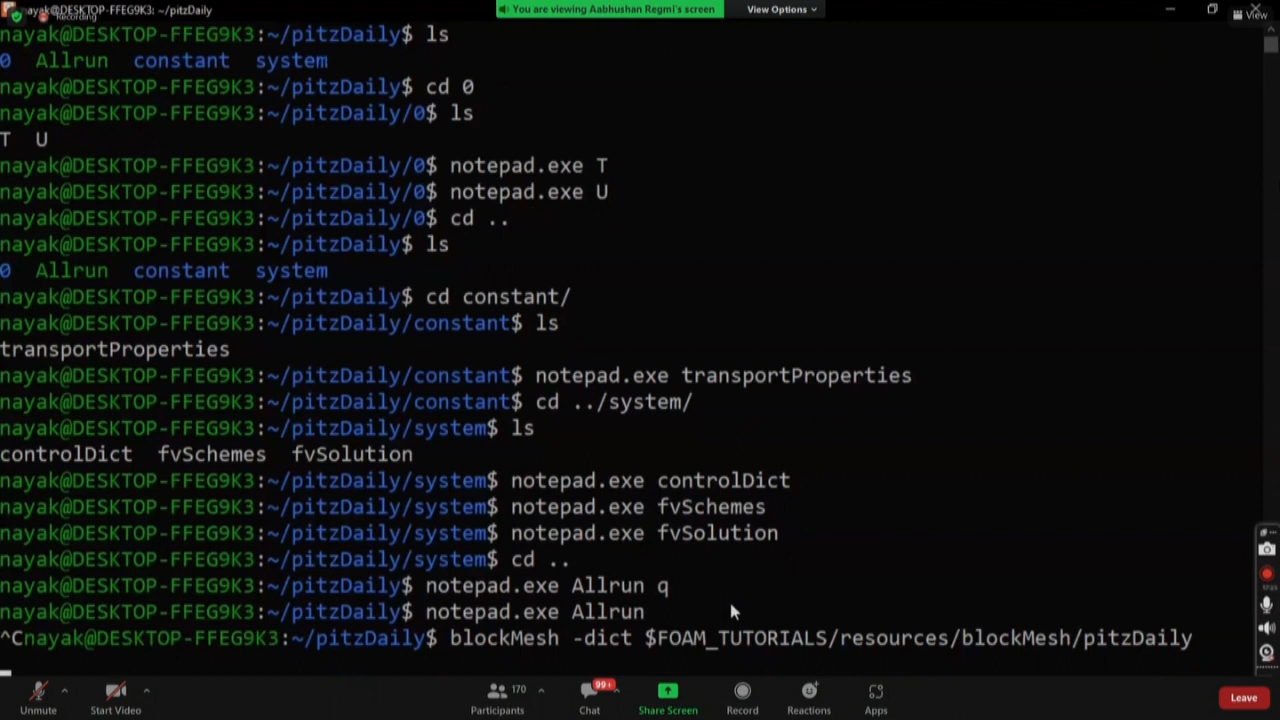 nayak@DESKTOP-FFEG9K3: ~/pitzDaily
Recording
You are viewing Aabhushan Regmi's screen
View Options
View
nayak@DESKTOP-FFEG9K3:~/pitzDaily$ ls
0 Allrun constant system
nayak@DESKTOP-FFEG9K3:~/pitzDaily$ cd 0
nayak@DESKTOP-FFEG9K3:~/pitzDaily/0$ ls
T U
nayak@DESKTOP-FFEG9K3:~/pitzDaily/0$ notepad.exe T
nayak@DESKTOP-FFEG9K3:~/pitzDaily/0$ notepad.exe U
nayak@DESKTOP-FFEG9K3:~/pitzDaily/0$ cd ..
nayak@DESKTOP-FFEG9K3:~/pitzDaily$ ls
0 Allrun constant system
nayak@DESKTOP-FFEG9K3:~/pitzDaily$ cd constant/
nayak@DESKTOP-FFEG9K3:~/pitzDaily/constant$ ls
transportProperties
nayak@DESKTOP-FFEG9K3:~/pitzDaily/constant$ notepad.exe transportProperties
nayak@DESKTOP-FFEG9K3:~/pitzDaily/constant$ cd ../system/
nayak@DESKTOP-FFEG9K3:~/pitzDaily/system$ ls
controlDict fvSchemes fvSolution
nayak@DESKTOP-FFEG9K3:~/pitzDaily/system$ notepad.exe controlDict
nayak@DESKTOP-FFEG9K3:~/pitzDaily/system$ notepad.exe fvSchemes
nayak@DESKTOP-FFEG9K3:~/pitzDaily/system$ notepad.exe fvSolution
nayak@DESKTOP-FFEG9K3:~/pitzDaily/system$ cd ..
nayak@DESKTOP-FFEG9K3:~/pitzDaily$ notepad.exe Allrun q
nayak@DESKTOP-FFEG9K3:~/pitzDaily$ notepad.exe Allrun
^Cnayak@DESKTOP-FFEG9K3:~/pitzDaily$ blockMesh -dict $FOAM_TUTORIALS/resources/blockMesh/pitzDaily
Unmute
Start Video
Participants 170
Chat 99+
Share Screen
Record
Reactions
Apps
Leave